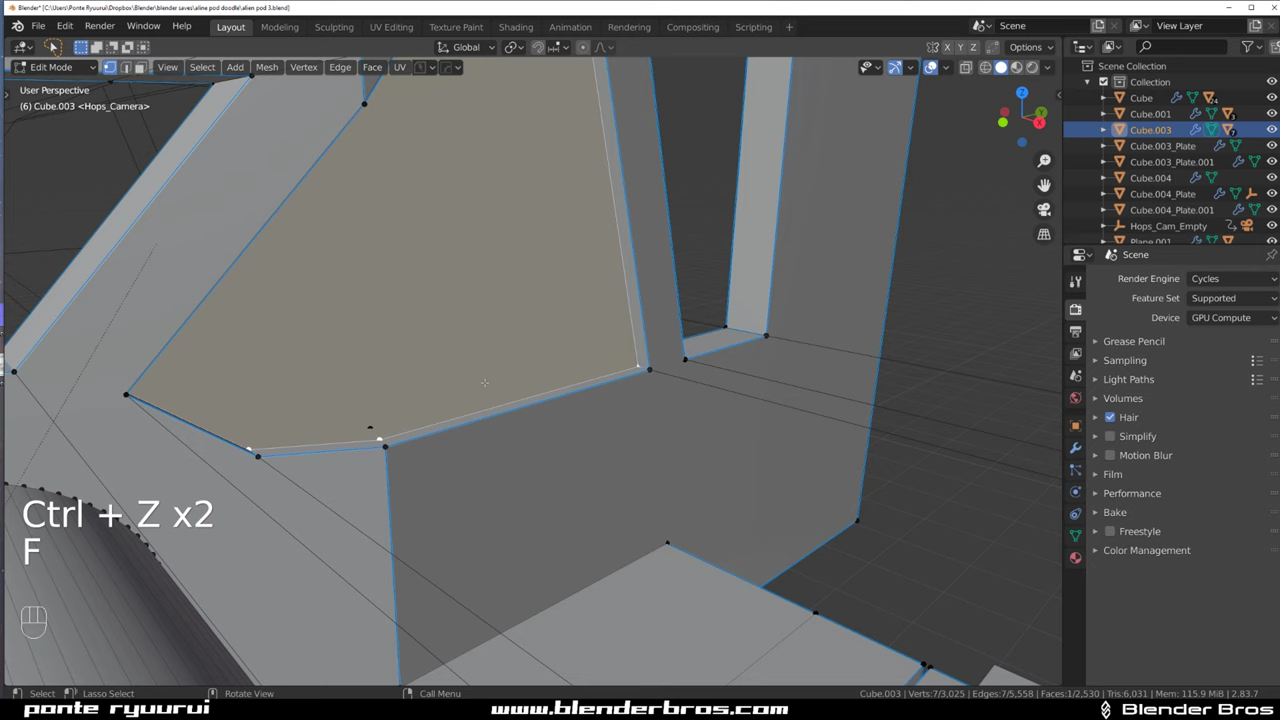 Blender* [C:\Users\Ponte Ryuurui\Dropbox\Blender\blender saves\aline pod doodle\alien pod 3.blend]
File Edit Render Window Help Layout Modeling Sculpting UV Editing Texture Paint Shading Animation Rendering Compositing Scripting + Scene View Layer
Global X Y Z Options
Edit Mode View Select Add Mesh Vertex Edge Face UV
User Perspective
(6) Cube.003 <Hops_Camera>
Z
Y
X
Scene Collection
Collection
Cube 24
Cube.001 3
Cube.003 7
Cube.003_Plate
Cube.003_Plate.001
Cube.004
Cube.004_Plate
Cube.004_Plate.001
Hops_Cam_Empty
Plane.001
Scene
Render Engine Cycles
Feature Set Supported
Device GPU Compute
Grease Pencil
Sampling
Light Paths
Volumes
Hair
Simplify
Motion Blur
Film
Performance
Bake
Freestyle
Color Management
Ctrl + Z x2
F
Select Lasso Select Rotate View Call Menu Cube.003 | Verts:7/3,025 | Edges:7/5,558 | Faces:1/2,530 | Tris:6,031 | Mem: 115.9 MiB | 2.83.7
ponte ryuurui www.blenderbros.com Blender Bros